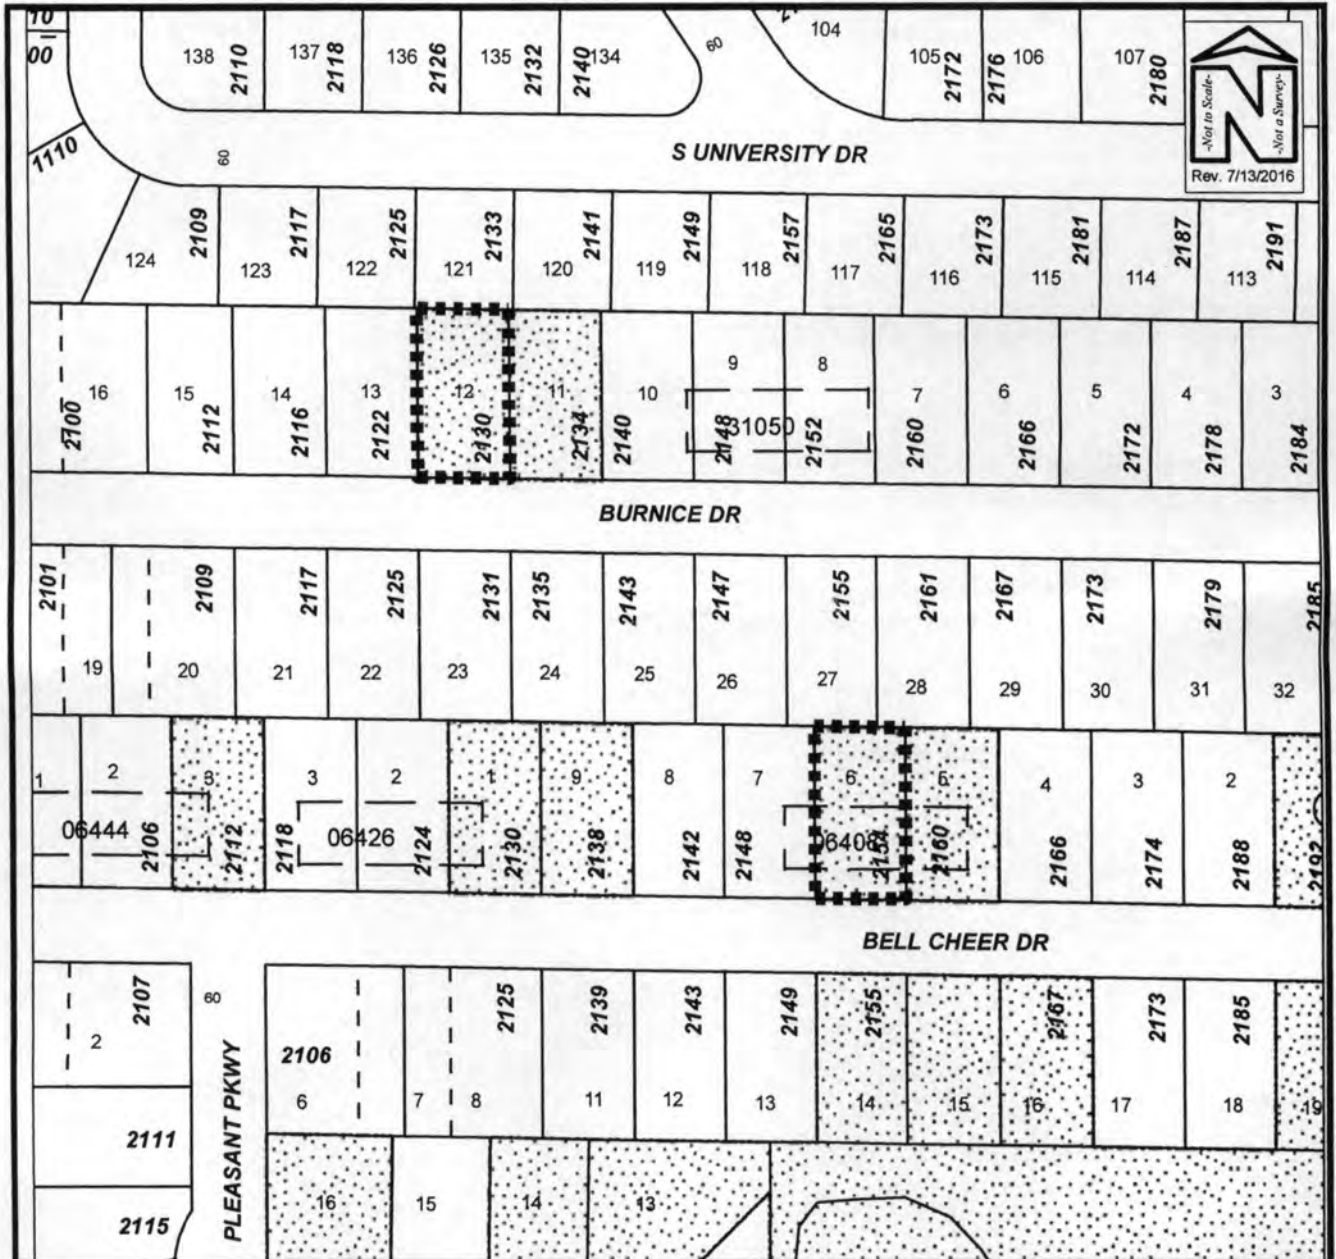 10
00
138 2110 137 2118 136 2126 135 2132 2140 134 60 104 105 2172 2176 106 107 2180
-Not to Scale- -Not a Survey-
Rev. 7/13/2016
1110
60
S UNIVERSITY DR
124 2109 123 2117 122 2125 121 2133 120 2141 119 2149 118 2157 117 2165 116 2173 115 2181 114 2187 113 2191
2100 16 15 2112 14 2116 13 2122 12 2130 11 2134 10 2140 9 2148 8 2152 7 2160 6 2166 5 2172 4 2178 3 2184
31050
BURNICE DR
2101 2109 2117 2125 2131 2135 2143 2147 2155 2161 2167 2173 2179 2185
19 20 21 22 23 24 25 26 27 28 29 30 31 32
1 2 3 3 2 1 9 8 7 6 5 4 3 2
06444 06426
2106 2112 2118 2124 2130 2138 2142 2148 2154 2160 2166 2174 2188 2192
BELL CHEER DR
2107 60 2125 2139 2143 2149 2155 2167 2173 2185
2 2106
6 7 8 11 12 13 14 15 16 17 18 19
PLEASANT PKWY
2111
2115
16 15 14 13